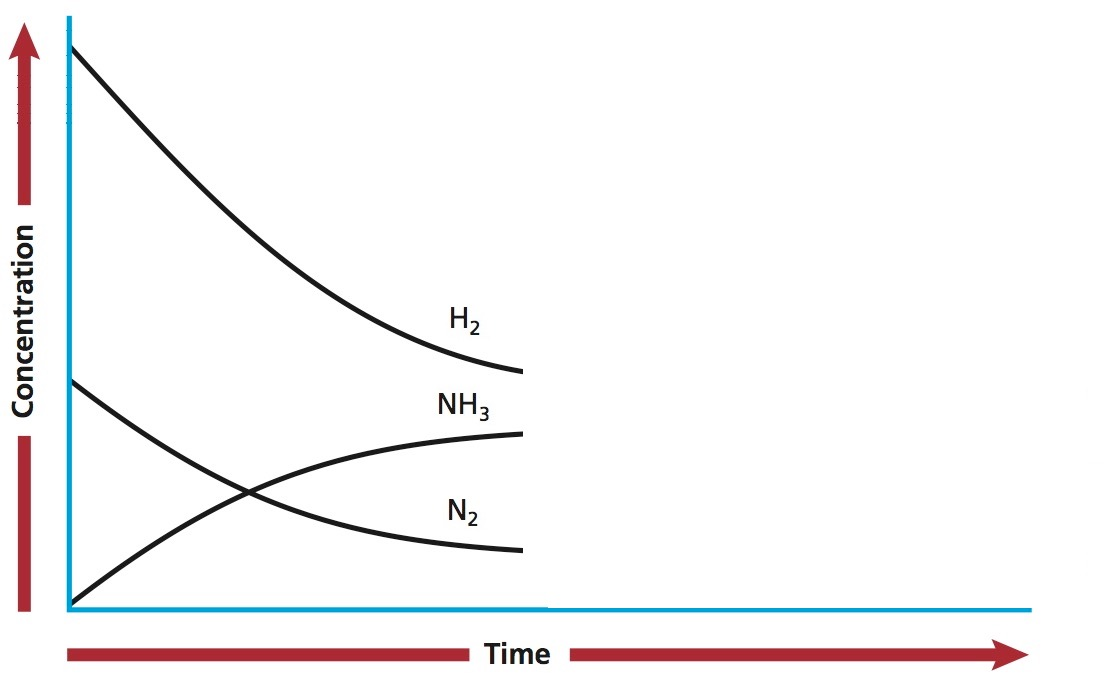 Concentration
H₂
NH₃
N₂
Time